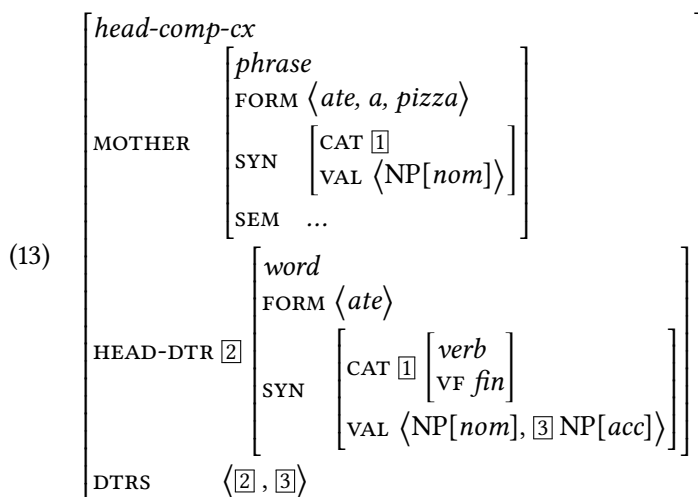 head-comp-cx
phrase
FORM ⟨ate, a, pizza⟩
MOTHER
SYN
CAT 1
VAL ⟨NP[nom]⟩
SEM ...
(13)
word
FORM ⟨ate⟩
HEAD-DTR 2
SYN
CAT 1
verb
VF fin
VAL ⟨NP[nom], 3 NP[acc]⟩
DTRS ⟨2 , 3⟩